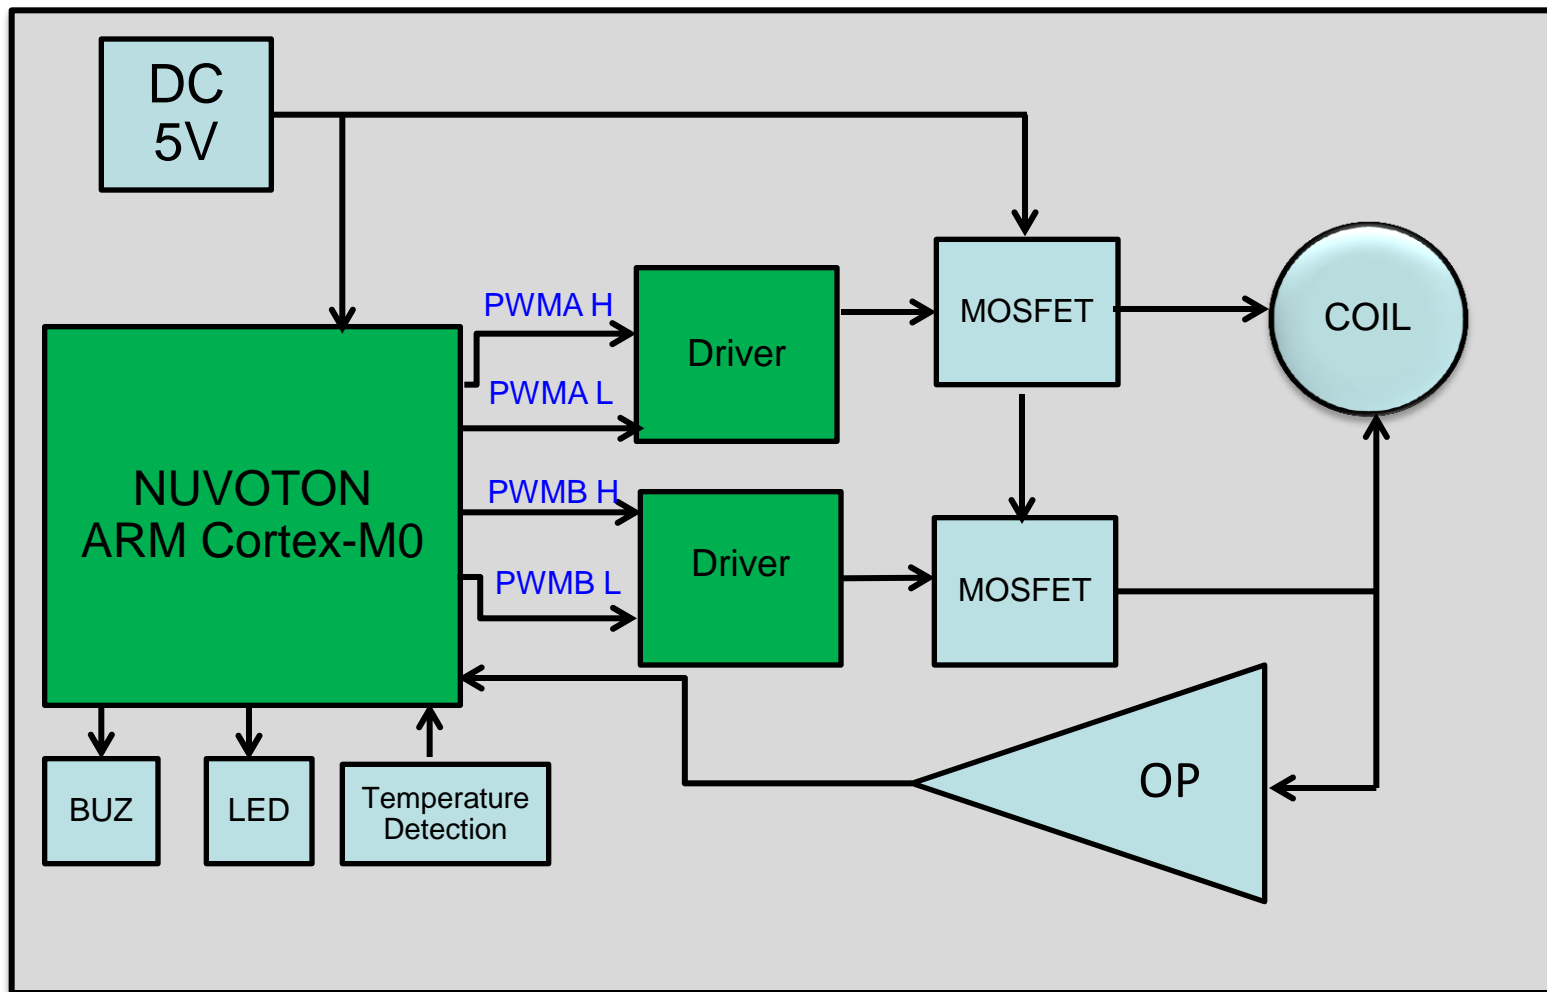 DC
5V
PWMA H
PWMA L
PWMB H
PWMB L
Driver
Driver
MOSFET
MOSFET
COIL
NUVOTON
ARM Cortex-M0
OP
BUZ
LED
Temperature
Detection